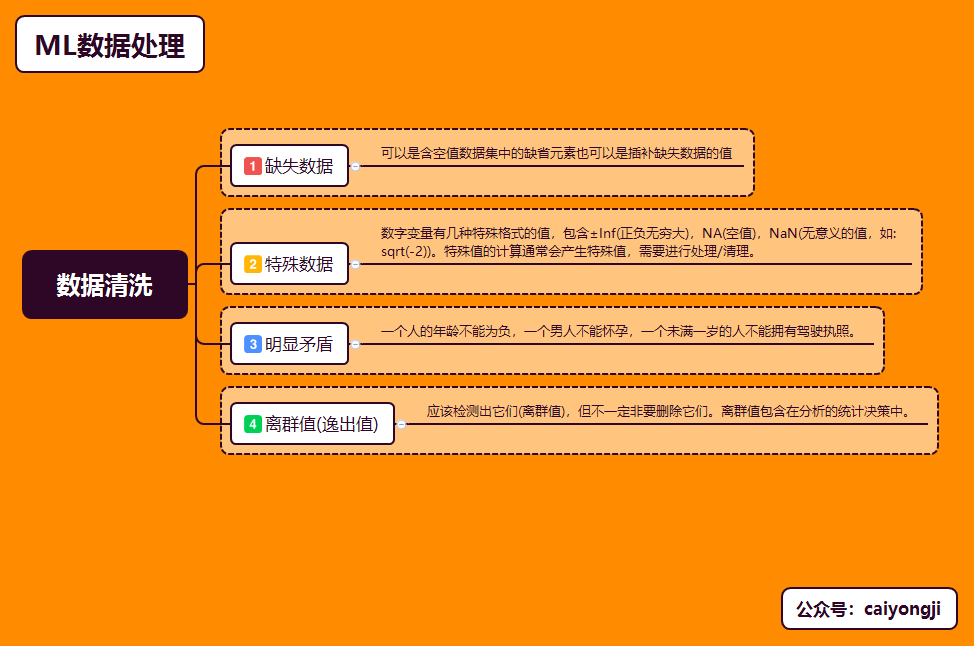 ML数据处理
数据清洗
1 缺失数据
可以是含空值数据集中的缺省元素也可以是插补缺失数据的值
2 特殊数据
数字变量有几种特殊格式的值，包含±Inf(正负无穷大)，NA(空值)，NaN(无意义的值，如:
sqrt(-2))。特殊值的计算通常会产生特殊值，需要进行处理/清理。
3 明显矛盾
一个人的年龄不能为负，一个男人不能怀孕，一个未满一岁的人不能拥有驾驶执照。
4 离群值(逸出值)
应该检测出它们(离群值)，但不一定非要删除它们。离群值包含在分析的统计决策中。
公众号：caiyongji